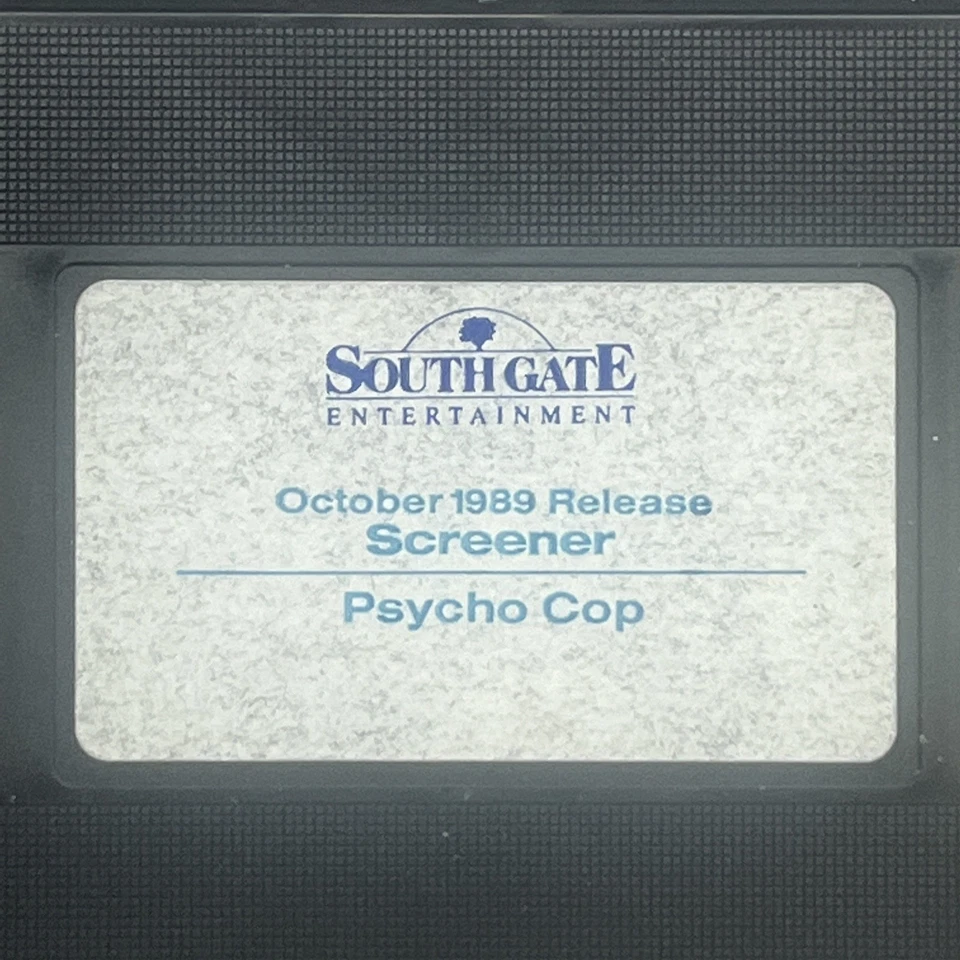 SOUTH GATE
ENTERTAINMENT
October 1989 Release
Screener
Psycho Cop